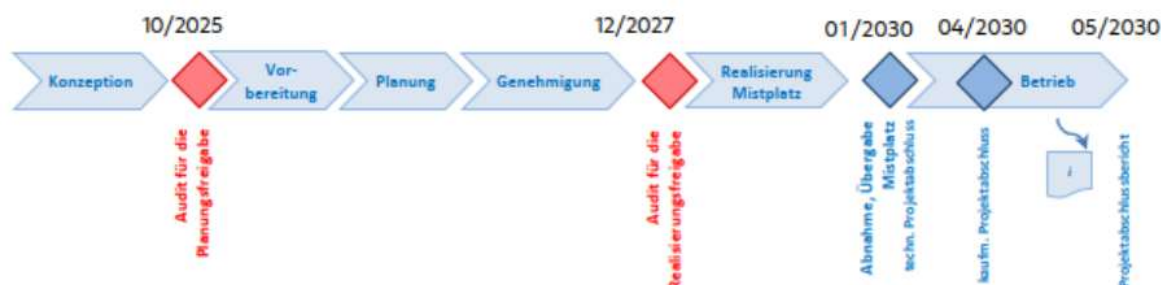 10/2025
12/2027
01/2030
04/2030
05/2030
Konzeption
Vor-
bereitung
Planung
Genehmigung
Realisierung
Mistplatz
Betrieb
Audit für die
Planungsfreigabe
Audit für die
Realisierungsfreigabe
Abnahme, Übergabe
Mistplatz
techn. Projektabschluss
kaufm. Projektabschluss
i
Projektabschlussbericht